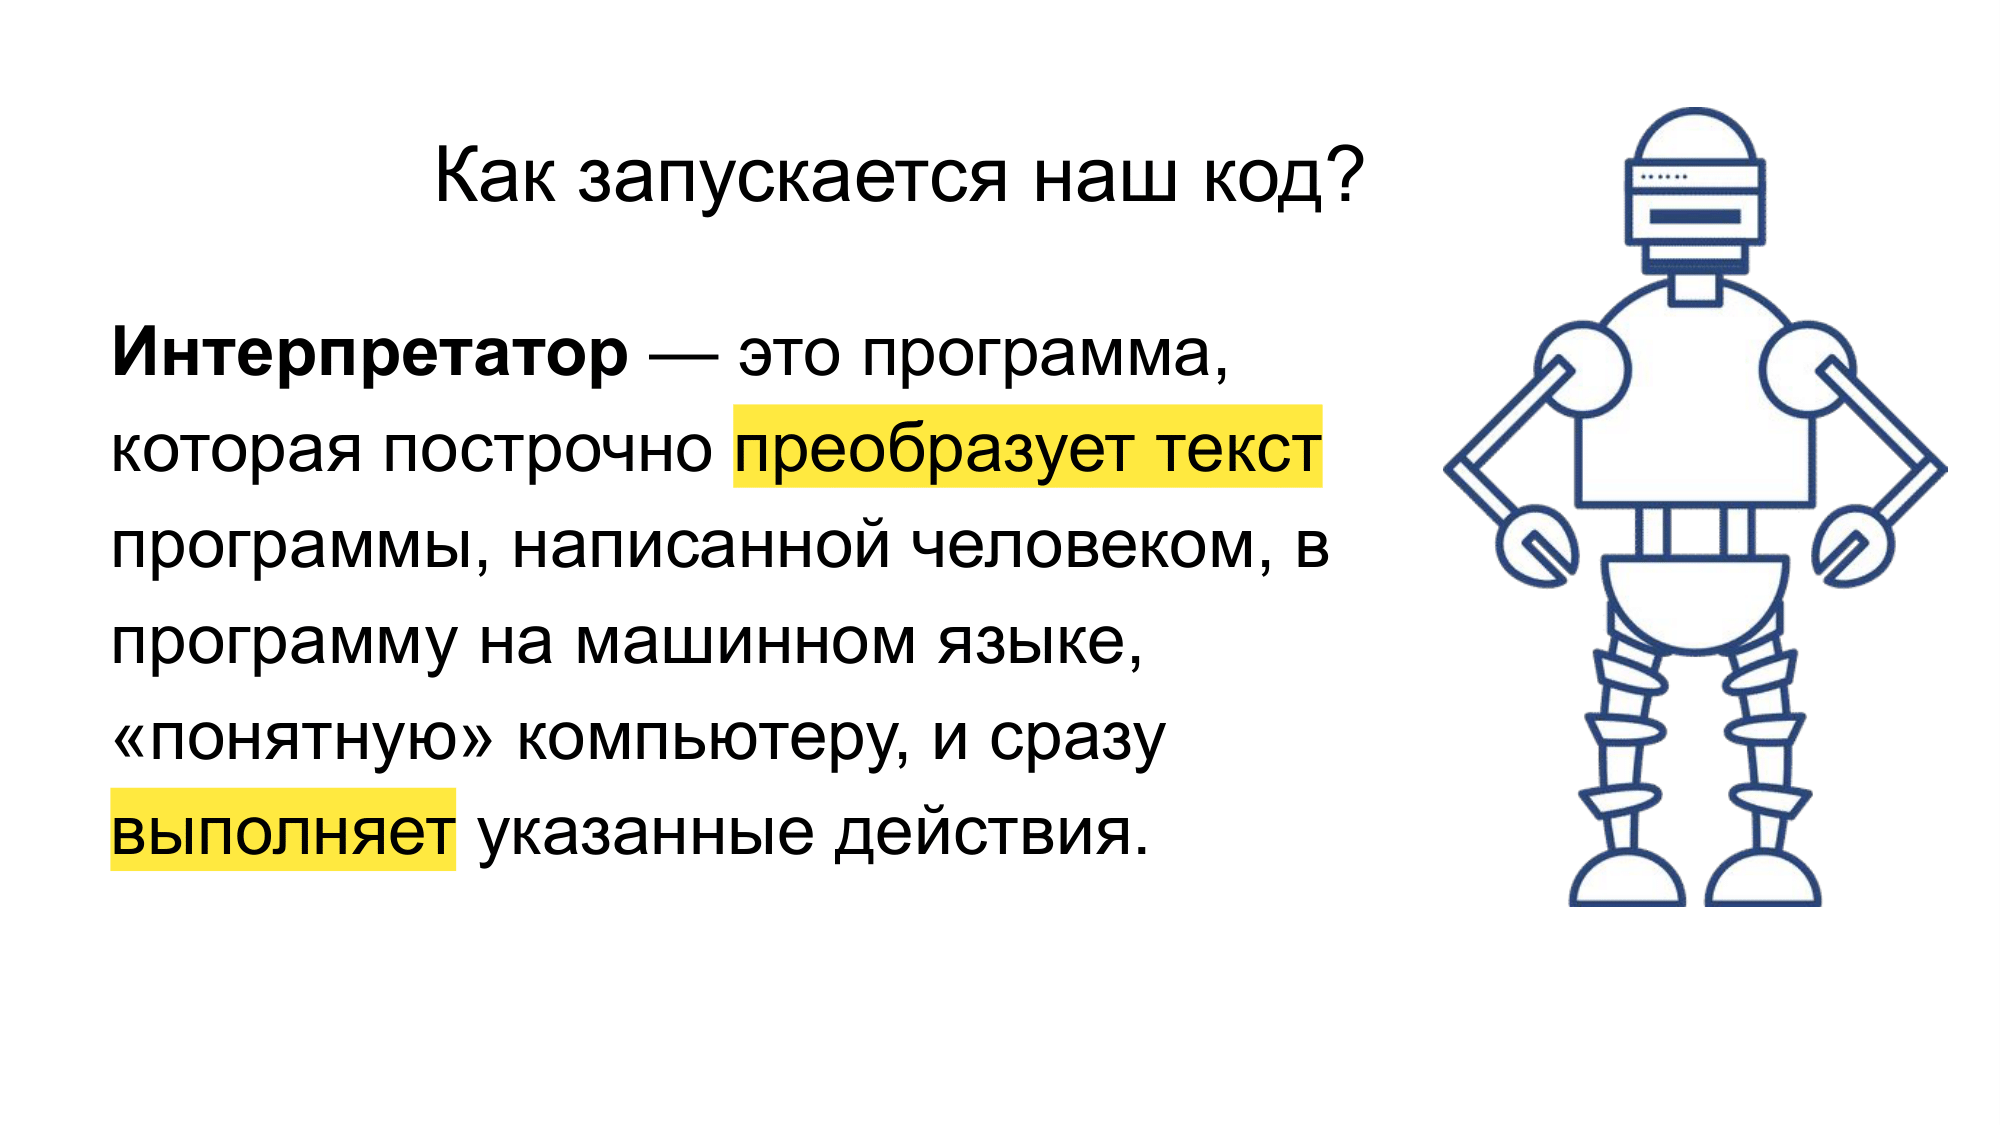 Как запускается наш код?
Интерпретатор — это программа,
которая построчно преобразует текст
программы, написанной человеком, в
программу на машинном языке,
«понятную» компьютеру, и сразу
выполняет указанные действия.